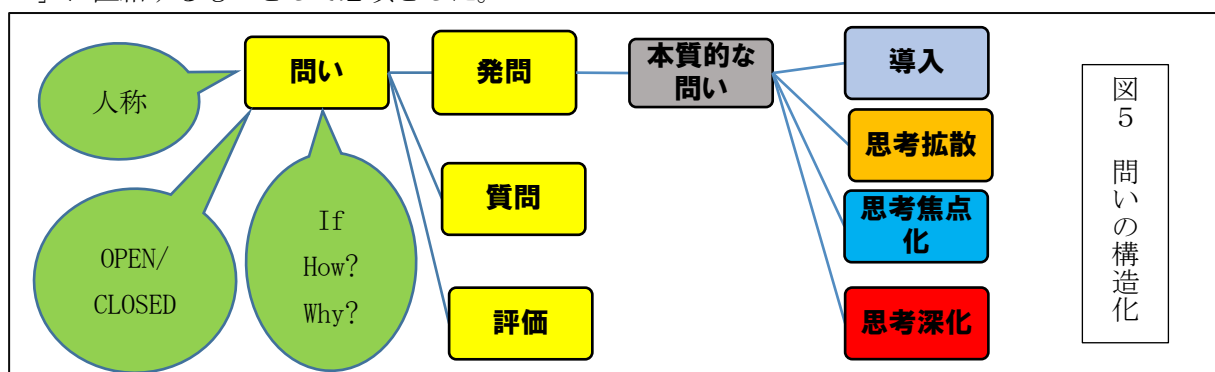 人称
OPEN/
CLOSED
問い
If
How?
Why?
発問
質問
評価
本質的な
問い
導入
思考拡散
思考焦点
化
思考深化
図５　問いの構造化